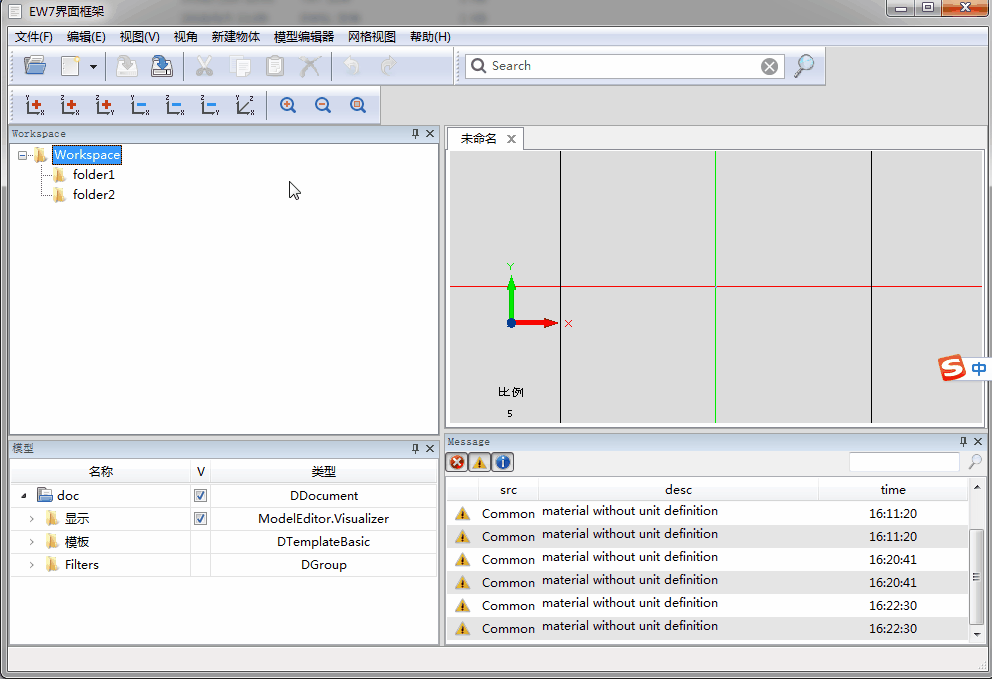 EW7界面框架
文件(F) 编辑(E) 视图(V) 视角 新建物体 模型编辑器 网格视图 帮助(H)
Search
Workspace
Workspace
folder1
folder2
未命名
Y
X
比例
5
模型
名称 V 类型
doc DDocument
显示 ModelEditor.Visualizer
模板 DTemplateBasic
Filters DGroup
Message
src desc time
Common material without unit definition 16:11:20
Common material without unit definition 16:11:20
Common material without unit definition 16:20:41
Common material without unit definition 16:20:41
Common material without unit definition 16:22:30
Common material without unit definition 16:22:30
S 中